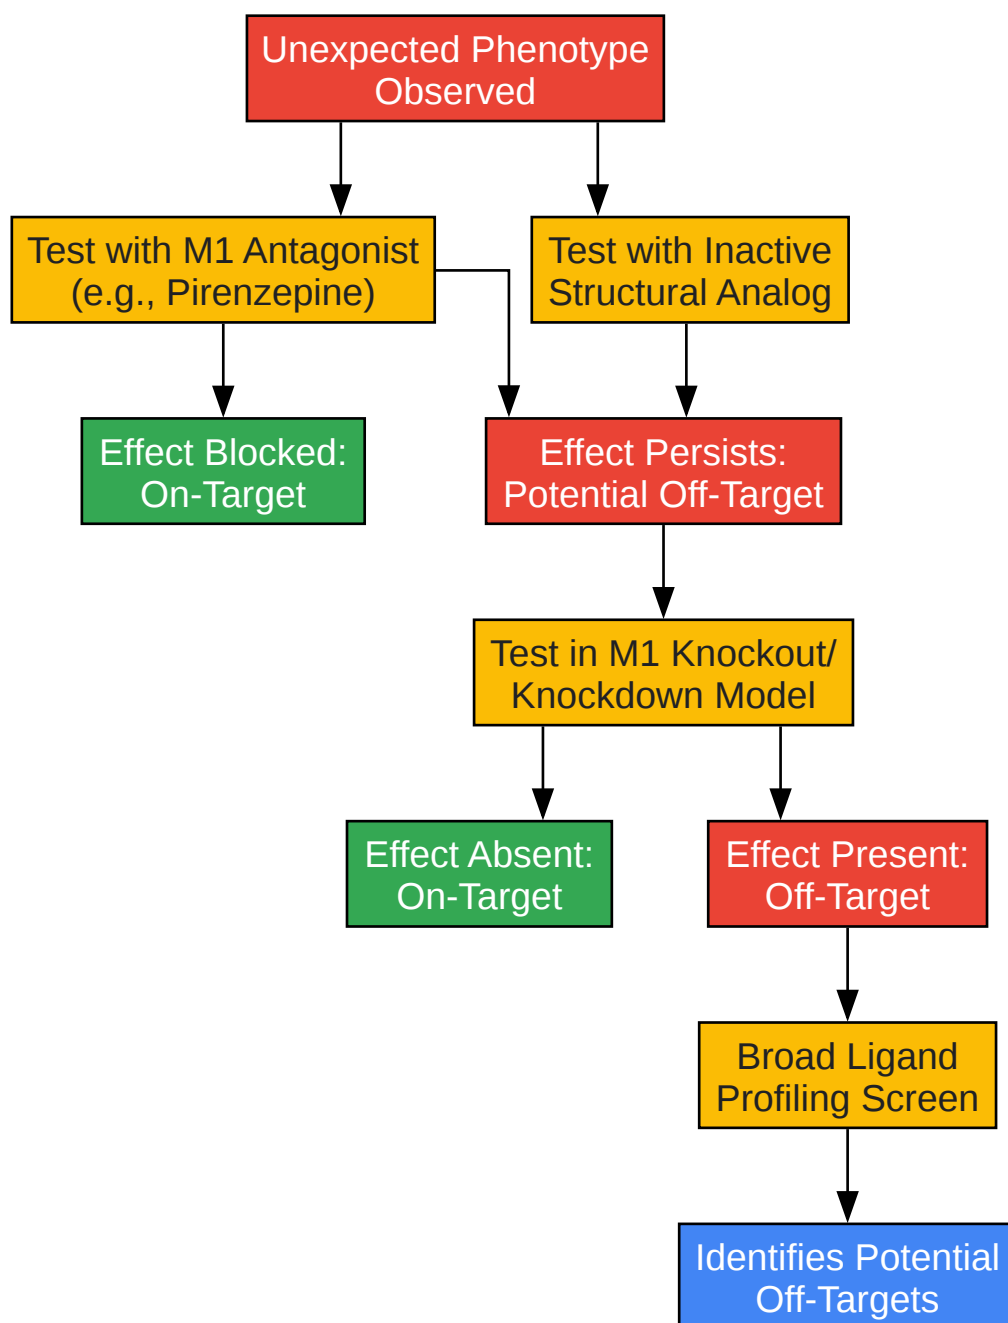 Unexpected Phenotype
Observed
Test with M1 Antagonist
(e.g., Pirenzepine)
Test with Inactive
Structural Analog
Effect Blocked:
On-Target
Effect Persists:
Potential Off-Target
Test in M1 Knockout/
Knockdown Model
Effect Absent:
On-Target
Effect Present:
Off-Target
Broad Ligand
Profiling Screen
Identifies Potential
Off-Targets